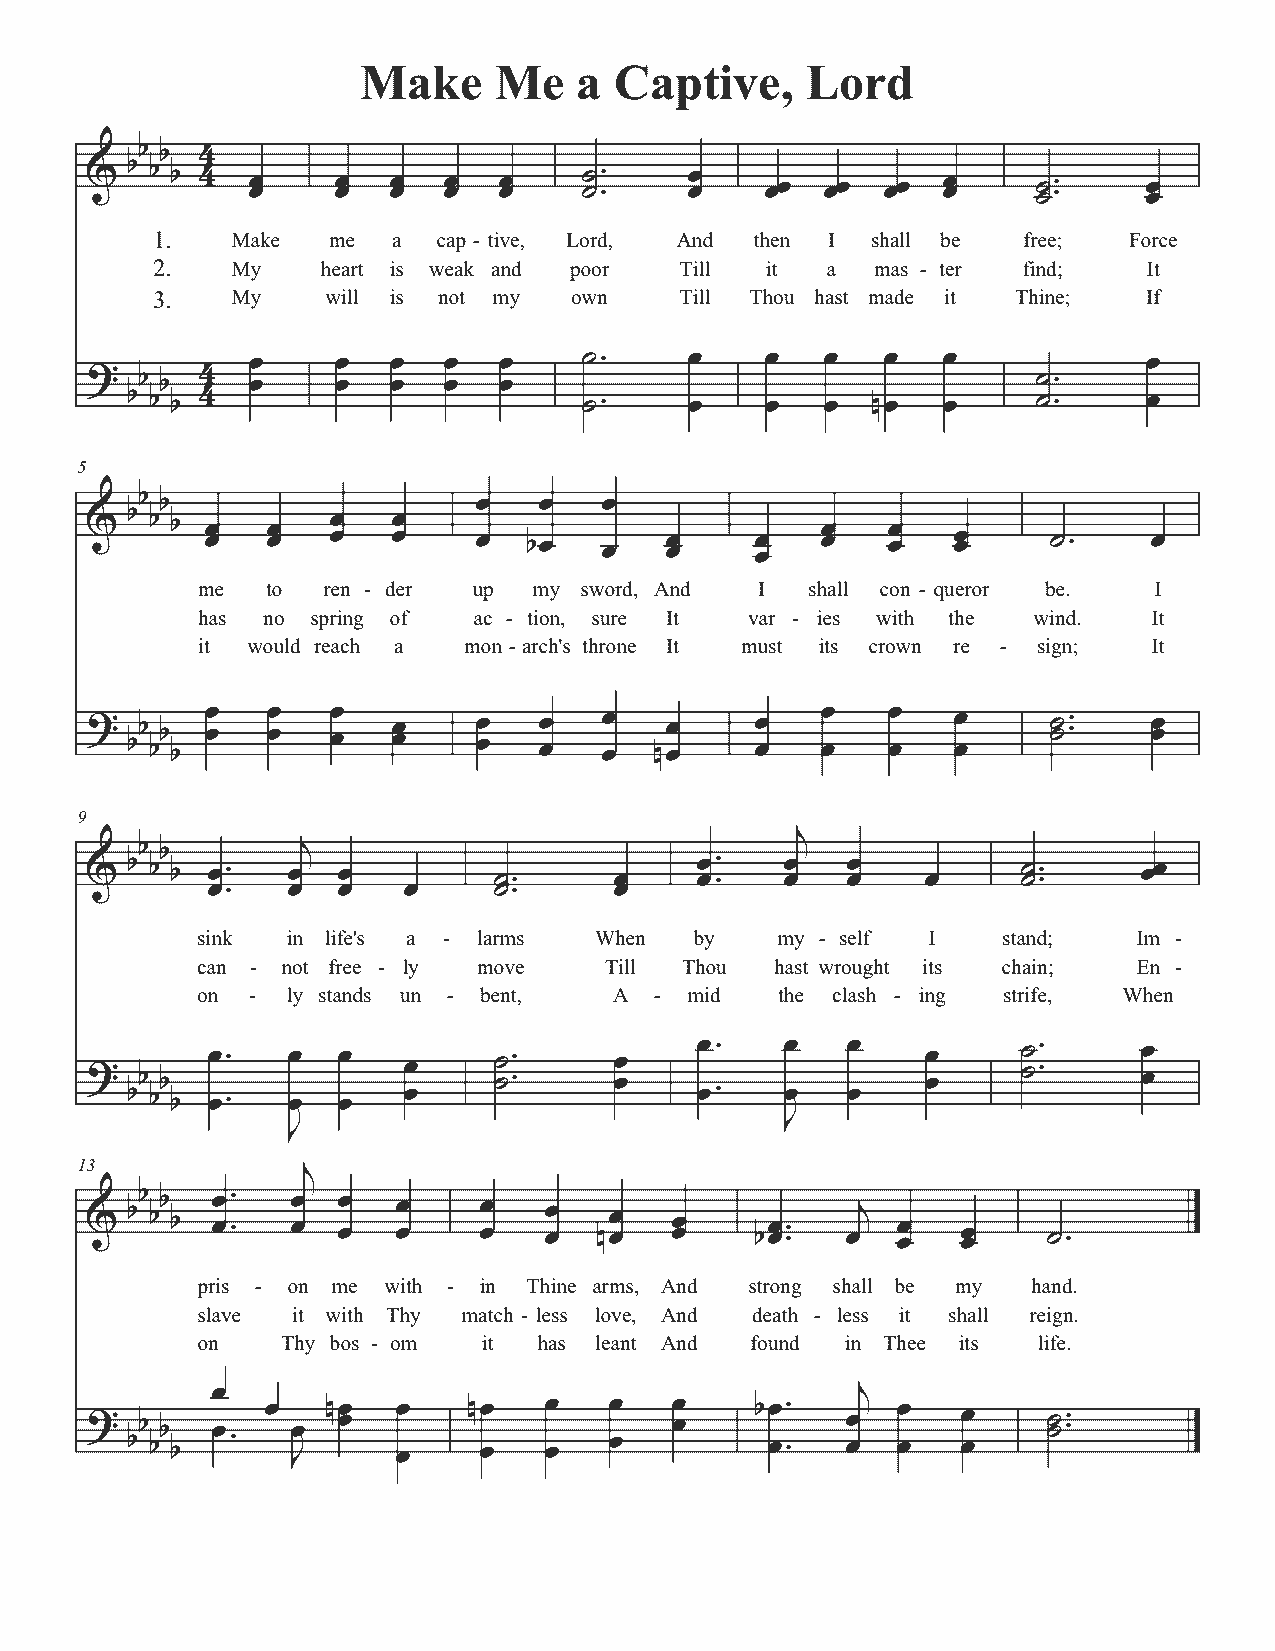 Make Me a Captive, Lord
1. Make me a cap - tive, Lord, And then I shall be free; Force
2. My heart is weak and poor Till it a mas - ter find; It
3. My will is not my own Till Thou hast made it Thine; If
5
me to ren - der up my sword, And I shall con - queror be. I
has no spring of ac - tion, sure It var - ies with the wind. It
it would reach a mon - arch's throne It must its crown re - sign; It
9
sink in life's a - larms When by my - self I stand; Im -
can - not free - ly move Till Thou hast wrought its chain; En -
on - ly stands un - bent, A - mid the clash - ing strife, When
13
pris - on me with - in Thine arms, And strong shall be my hand.
slave it with Thy match - less love, And death - less it shall reign.
on Thy bos - om it has leant And found in Thee its life.